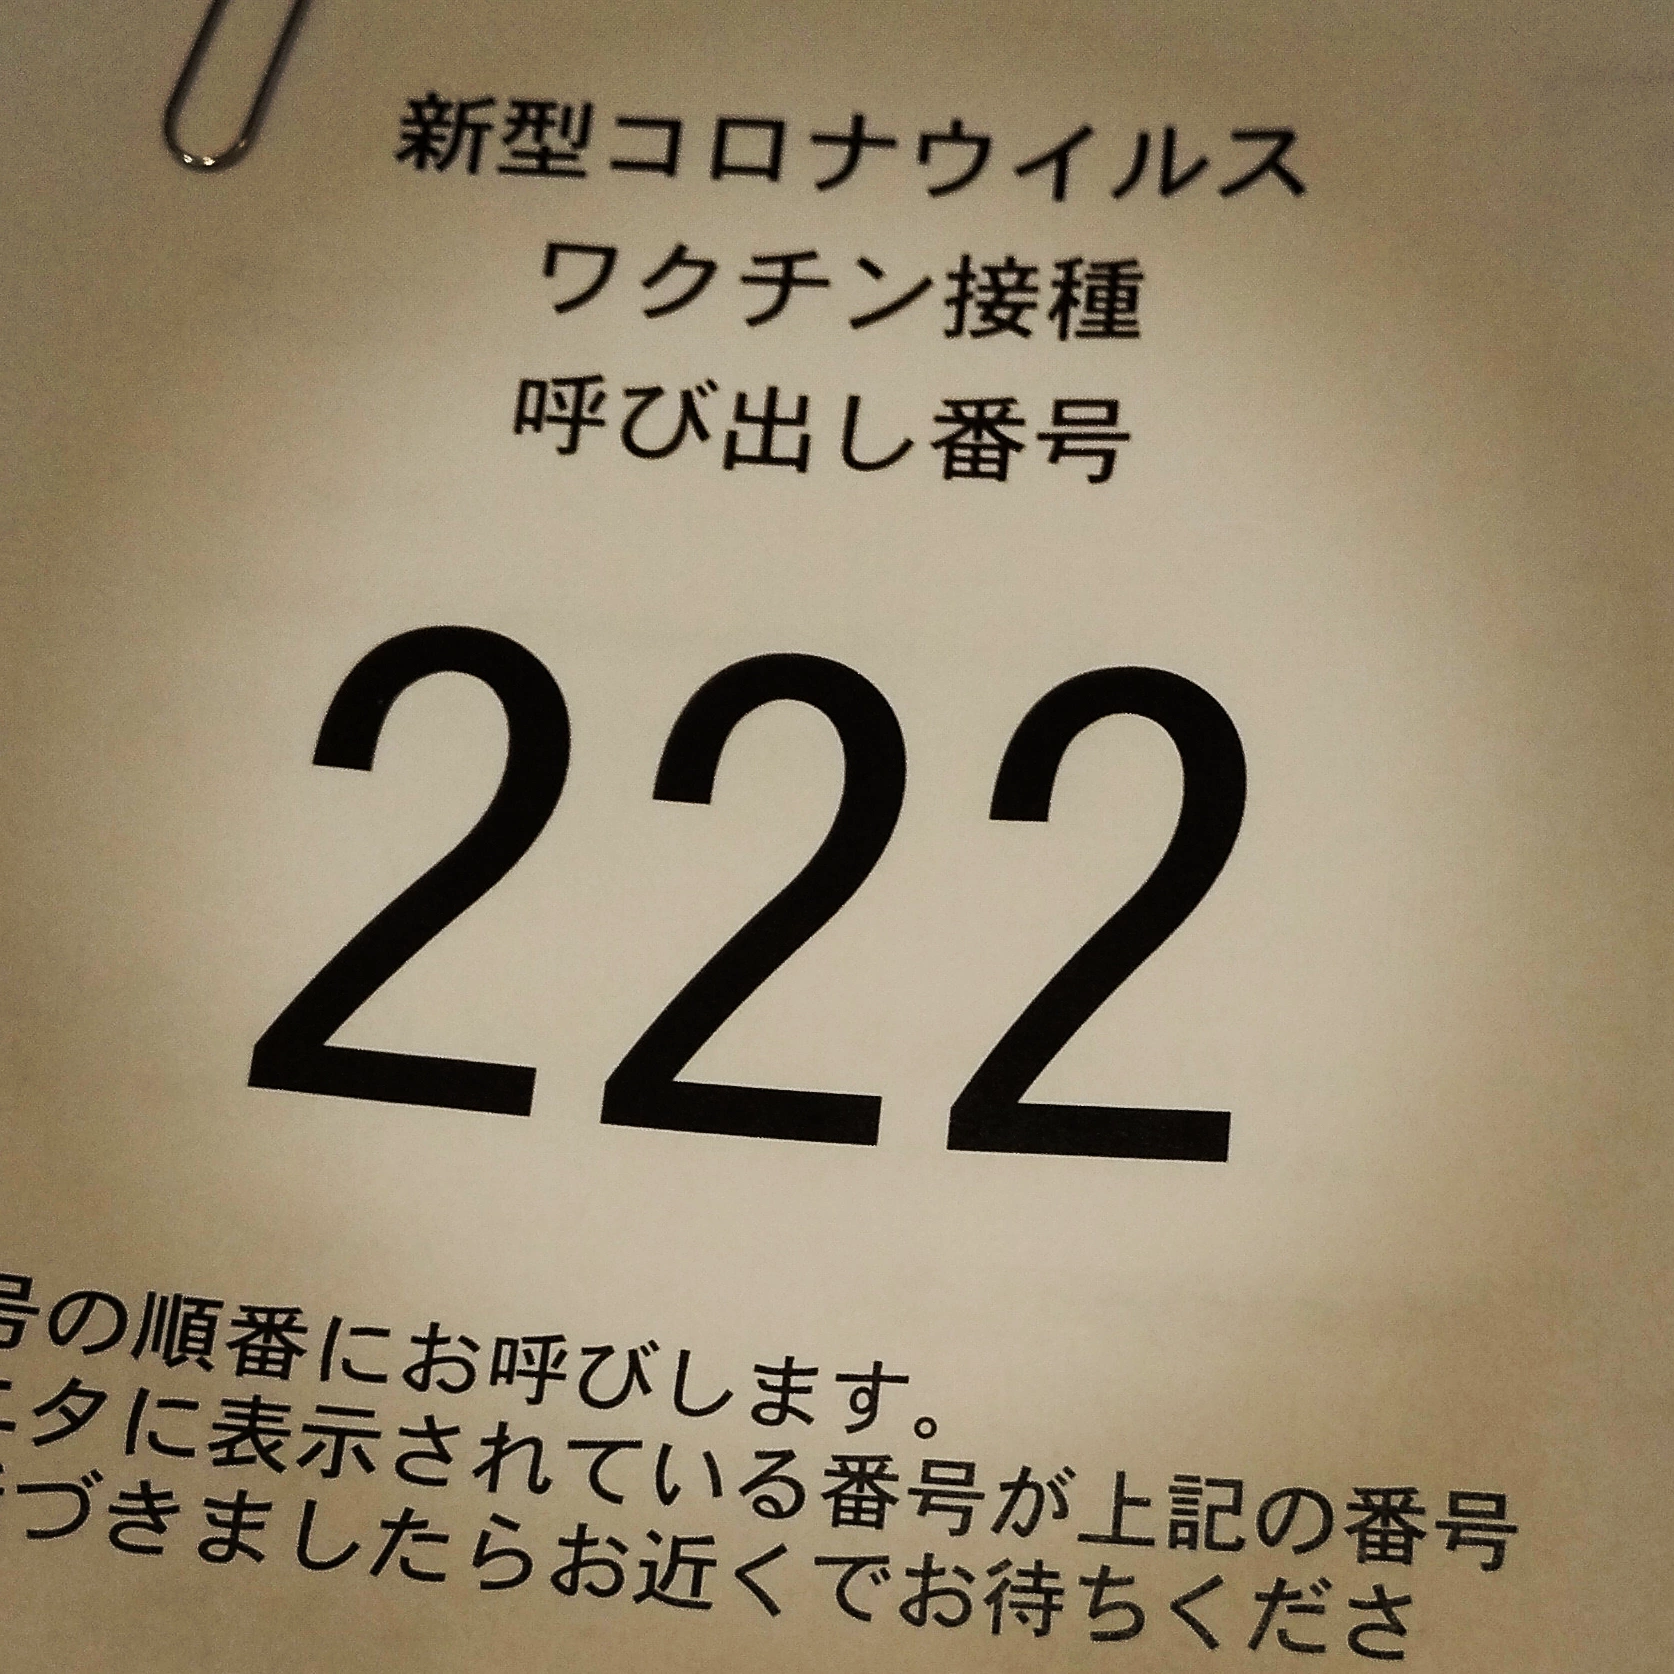 新型コロナウイルス
ワクチン接種
呼び出し番号
222
号の順番にお呼びします。
ニタに表示されている番号が上記の番号
づきましたらお近くでお待ちくださ